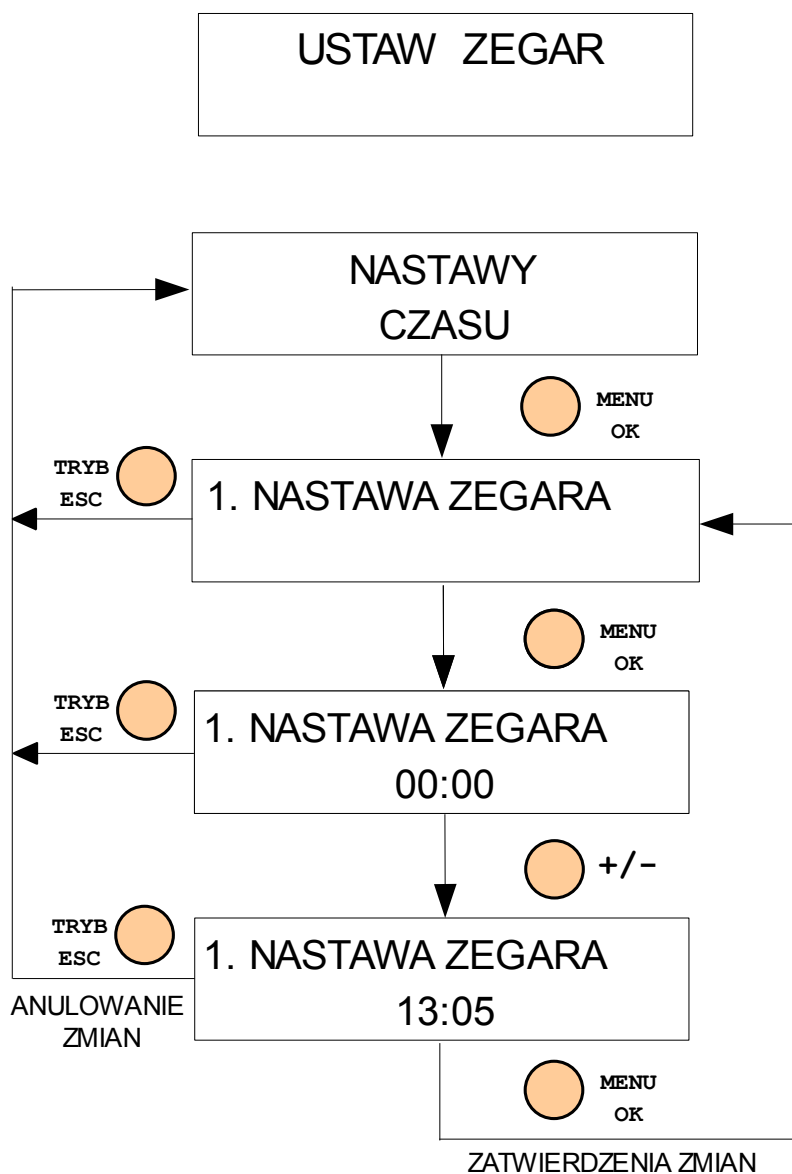 USTAW ZEGAR
NASTAWY
CZASU
MENU
OK
TRYB
ESC
1. NASTAWA ZEGARA
MENU
OK
TRYB
ESC
1. NASTAWA ZEGARA
00:00
+/-
TRYB
ESC
1. NASTAWA ZEGARA
13:05
ANULOWANIE
ZMIAN
MENU
OK
ZATWIERDZENIA ZMIAN